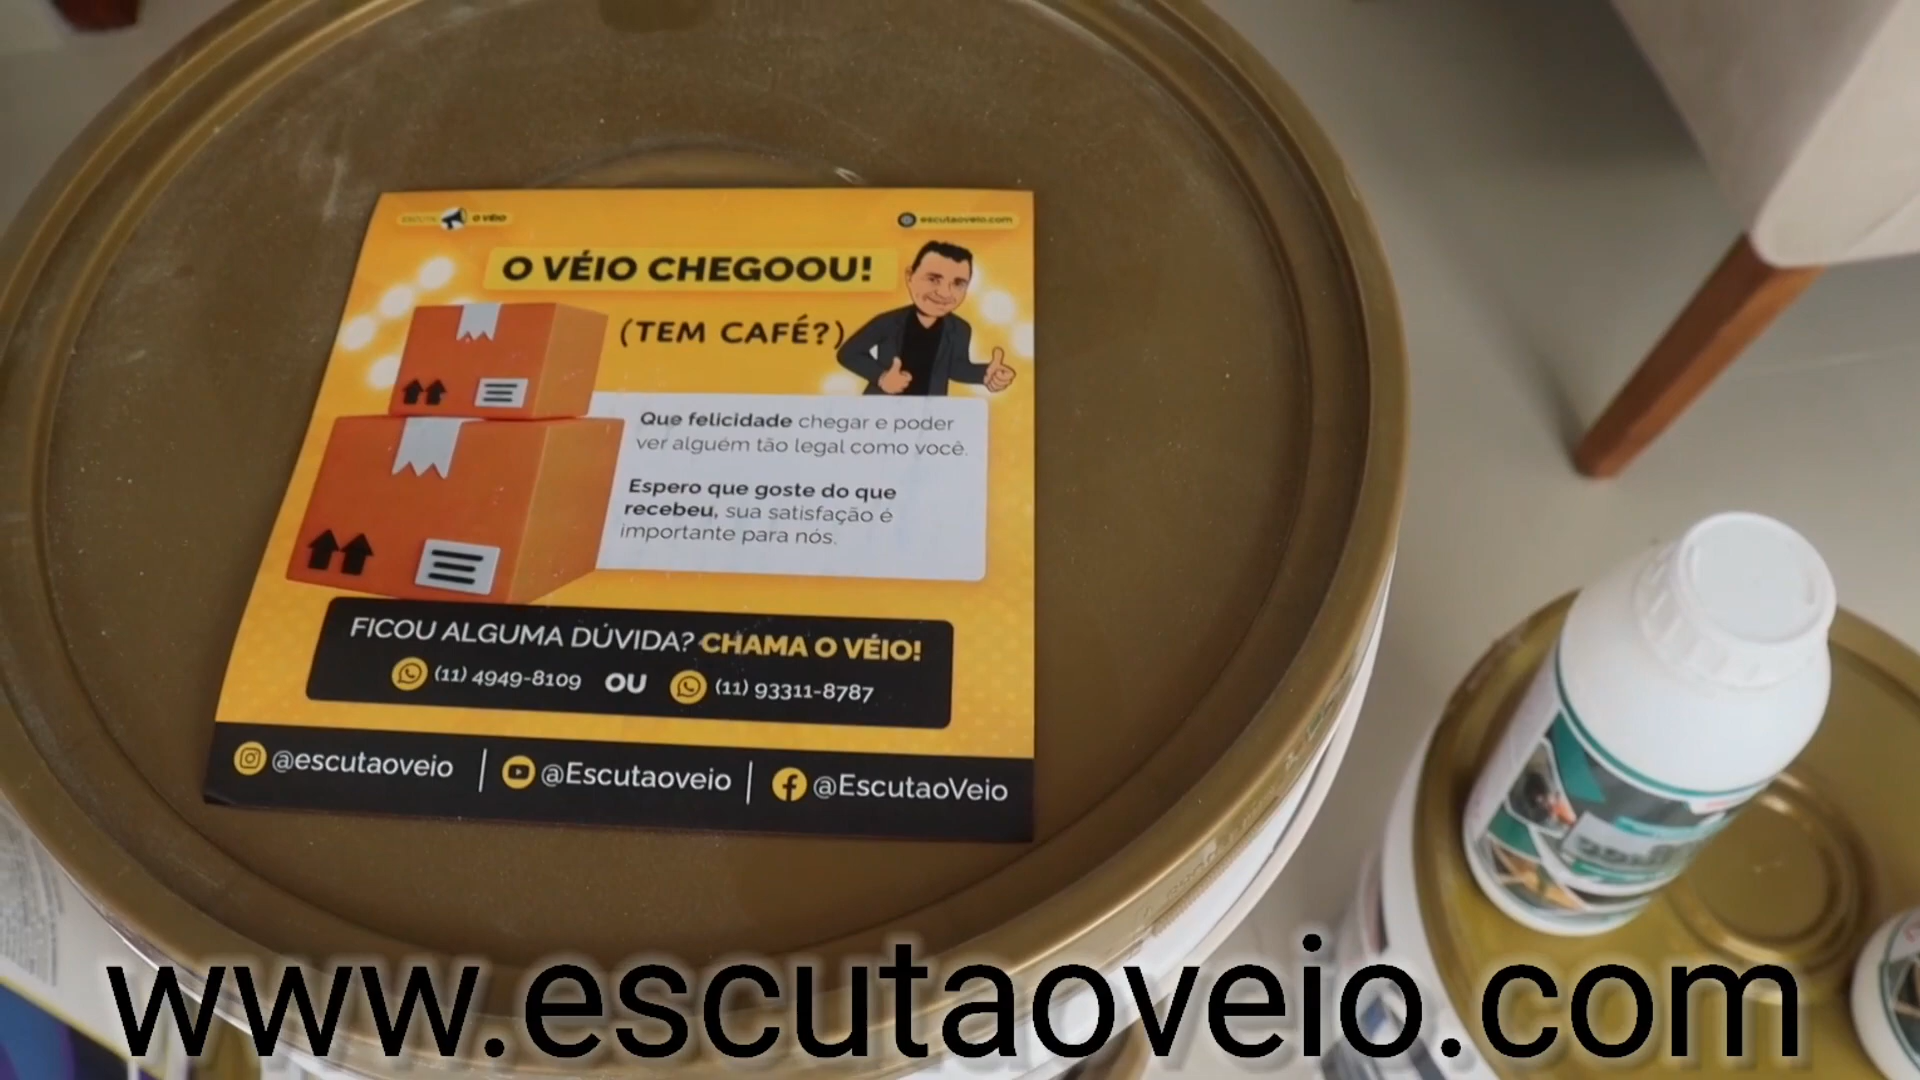 ESCUTA O VÉIO
escutaoveio.com
O VÉIO CHEGOOU!
(TEM CAFÉ?)
Que felicidade chegar e poder
ver alguém tão legal como você.
Espero que goste do que
recebeu, sua satisfação é
importante para nós.
FICOU ALGUMA DÚVIDA? CHAMA O VÉIO!
(11) 4949-8109 OU (11) 93311-8787
@escutaoveio | @Escutaoveio | @EscutaoVeio
www.escutaoveio.com